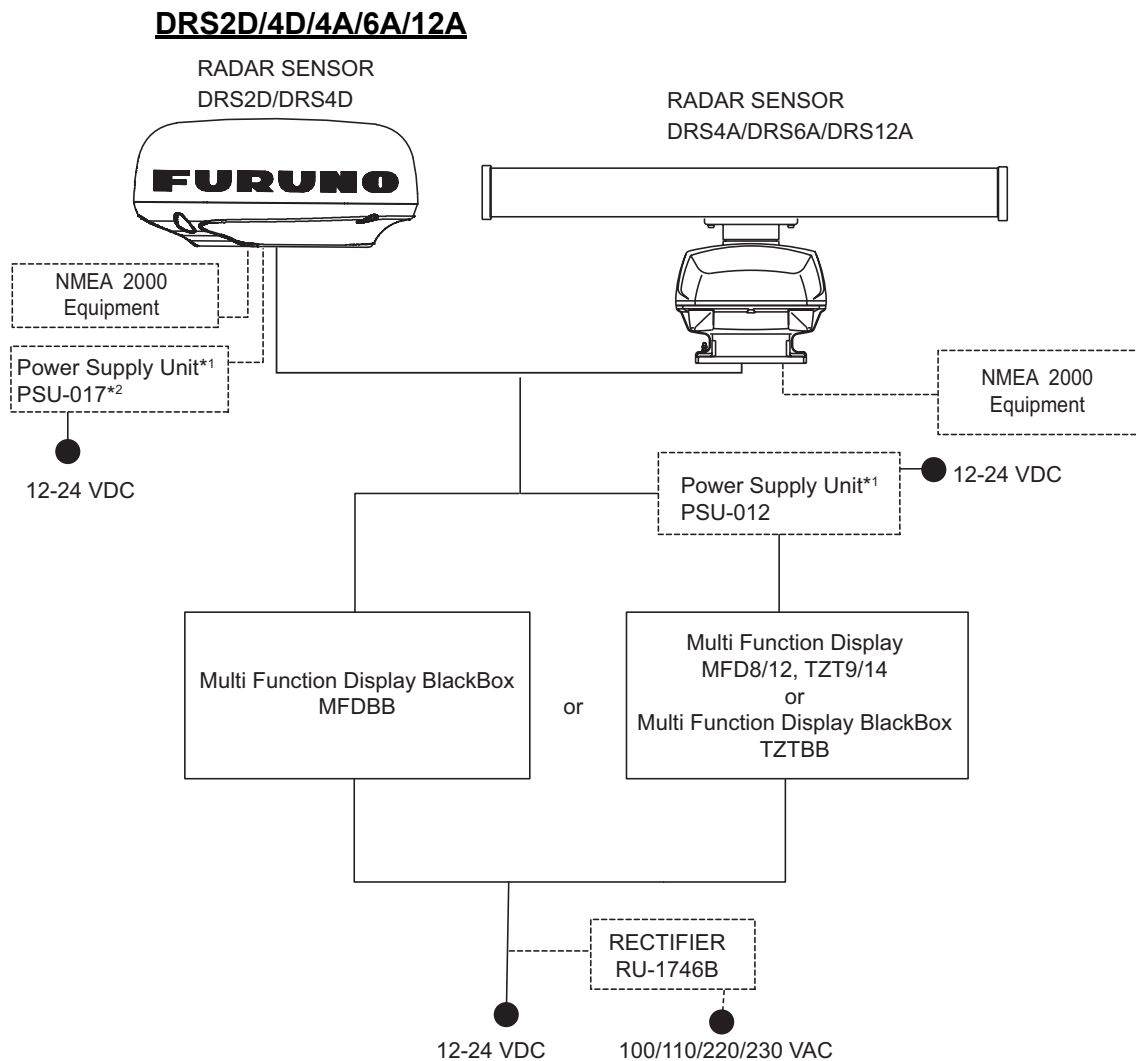 DRS2D/4D/4A/6A/12A
RADAR SENSOR
DRS2D/DRS4D
RADAR SENSOR
DRS4A/DRS6A/DRS12A
FURUNO
NMEA 2000
Equipment
Power Supply Unit*1
PSU-017*2
12-24 VDC
NMEA 2000
Equipment
Power Supply Unit*1
PSU-012
12-24 VDC
Multi Function Display BlackBox
MFDBB
or
Multi Function Display
MFD8/12, TZT9/14
or
Multi Function Display BlackBox
TZTBB
RECTIFIER
RU-1746B
12-24 VDC
100/110/220/230 VAC